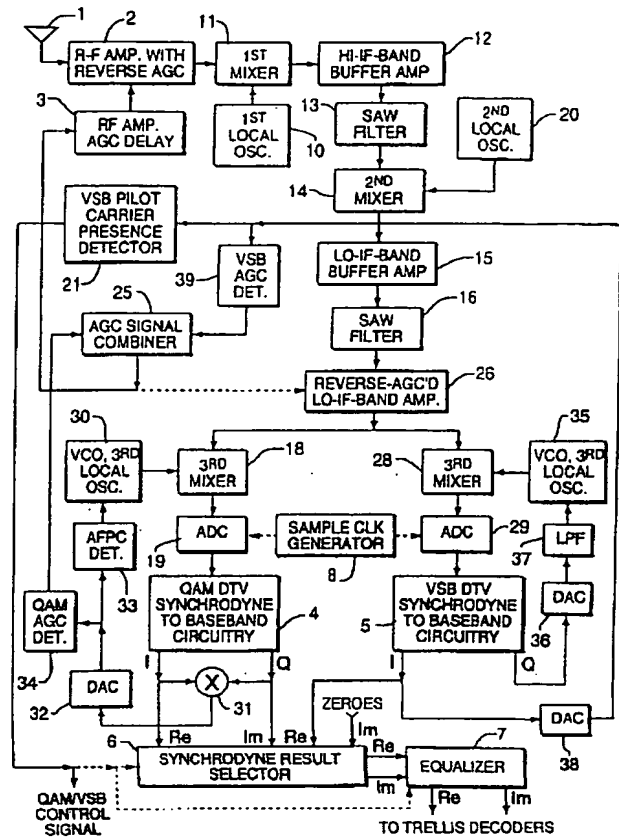 1
2
11
12
R-F AMP. WITH
REVERSE AGC
1ST
MIXER
HI-IF-BAND
BUFFER AMP
3
RF AMP.
AGC DELAY
1ST
LOCAL
OSC.
10
13
SAW
FILTER
2ND
LOCAL
OSC.
20
14
2ND
MIXER
VSB PILOT
CARRIER
PRESENCE
DETECTOR
21
VSB
AGC
DET.
39
LO-IF-BAND
BUFFER AMP
15
25
AGC SIGNAL
COMBINER
SAW
FILTER
16
REVERSE-AGC'D
LO-IF-BAND AMP.
26
30
VCO, 3RD
LOCAL
OSC.
3RD
MIXER
18
28
3RD
MIXER
35
VCO, 3RD
LOCAL
OSC.
AFPC
DET.
33
19
ADC
SAMPLE CLK
GENERATOR
8
ADC
29
LPF
37
QAM
AGC
DET.
34
QAM DTV
SYNCHRODYNE
TO BASEBAND
CIRCUITRY
4
5
VSB DTV
SYNCHRODYNE
TO BASEBAND
CIRCUITRY
DAC
36
I
Q
I
Q
DAC
32
X
31
ZEROES
DAC
38
Re
Im
Re
Im
6
SYNCHRODYNE RESULT
SELECTOR
Re
Im
7
EQUALIZER
QAM/VSB
CONTROL
SIGNAL
Re
Im
TO TRELLIS DECODERS